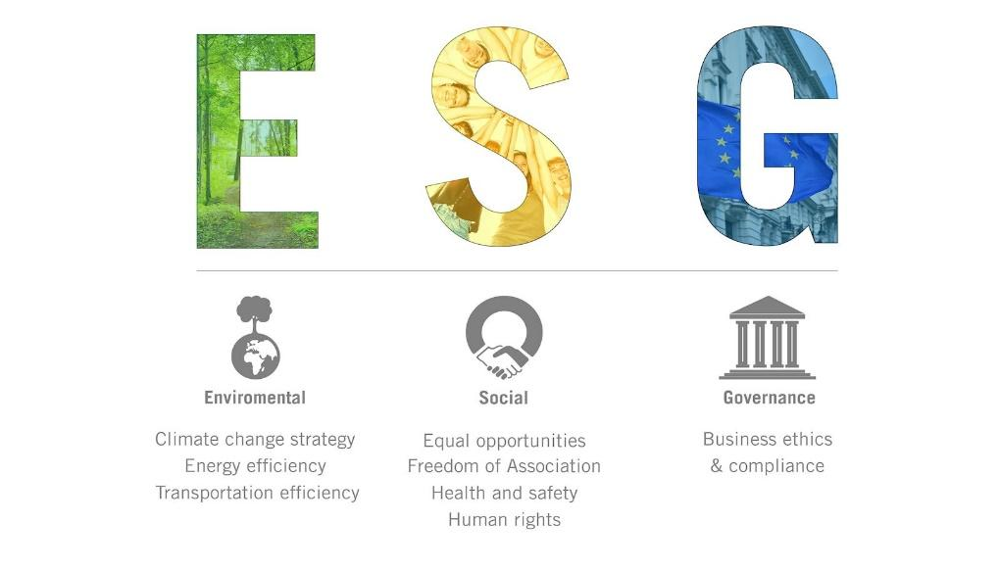 E S G
Enviromental
Climate change strategy
Energy efficiency
Transportation efficiency
Social
Equal opportunities
Freedom of Association
Health and safety
Human rights
Governance
Business ethics
& compliance